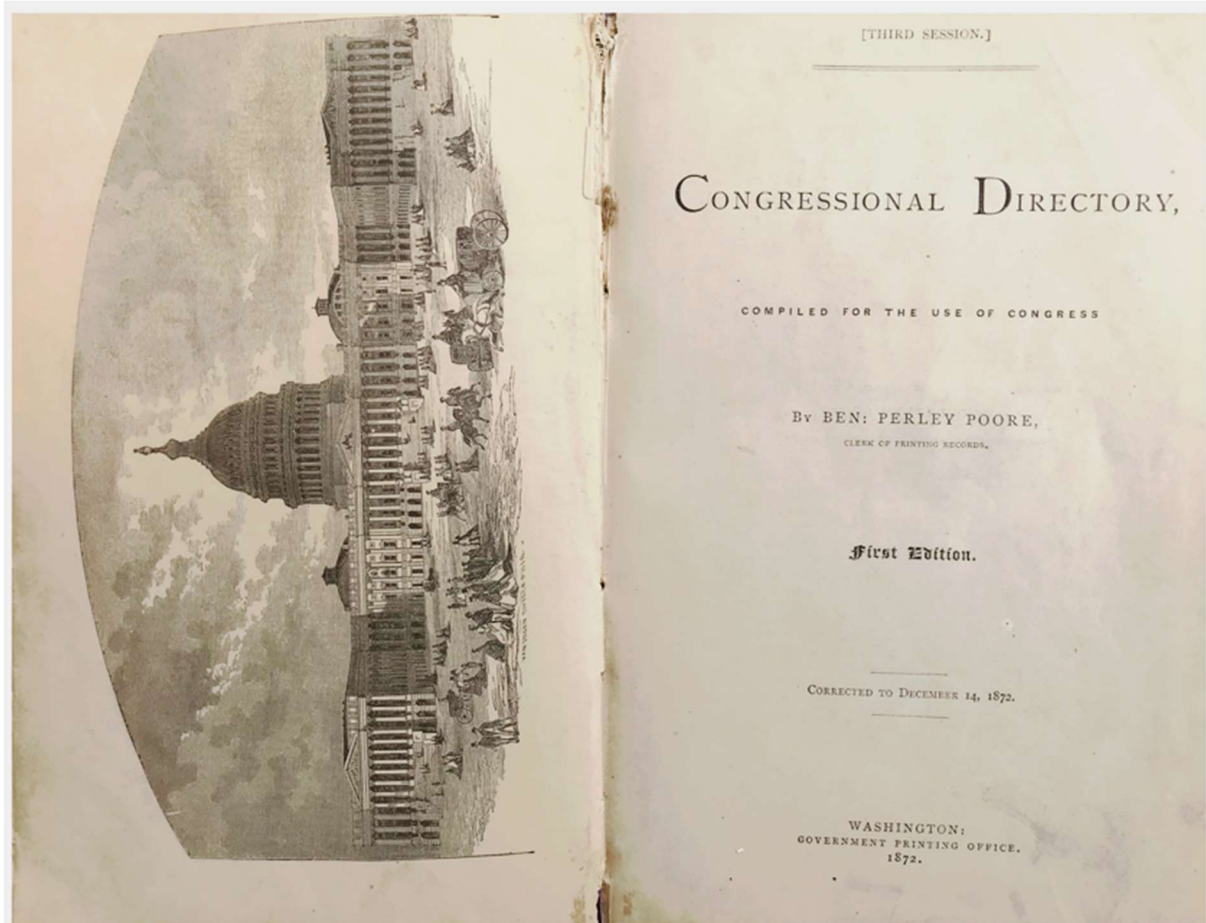 [THIRD SESSION.]
CONGRESSIONAL DIRECTORY,
COMPILED FOR THE USE OF CONGRESS
BY BEN: PERLEY POORE,
CLERK OF PRINTING RECORDS.
First Edition.
CORRECTED TO DECEMBER 14, 1872.
WASHINGTON:
GOVERNMENT PRINTING OFFICE.
1872.